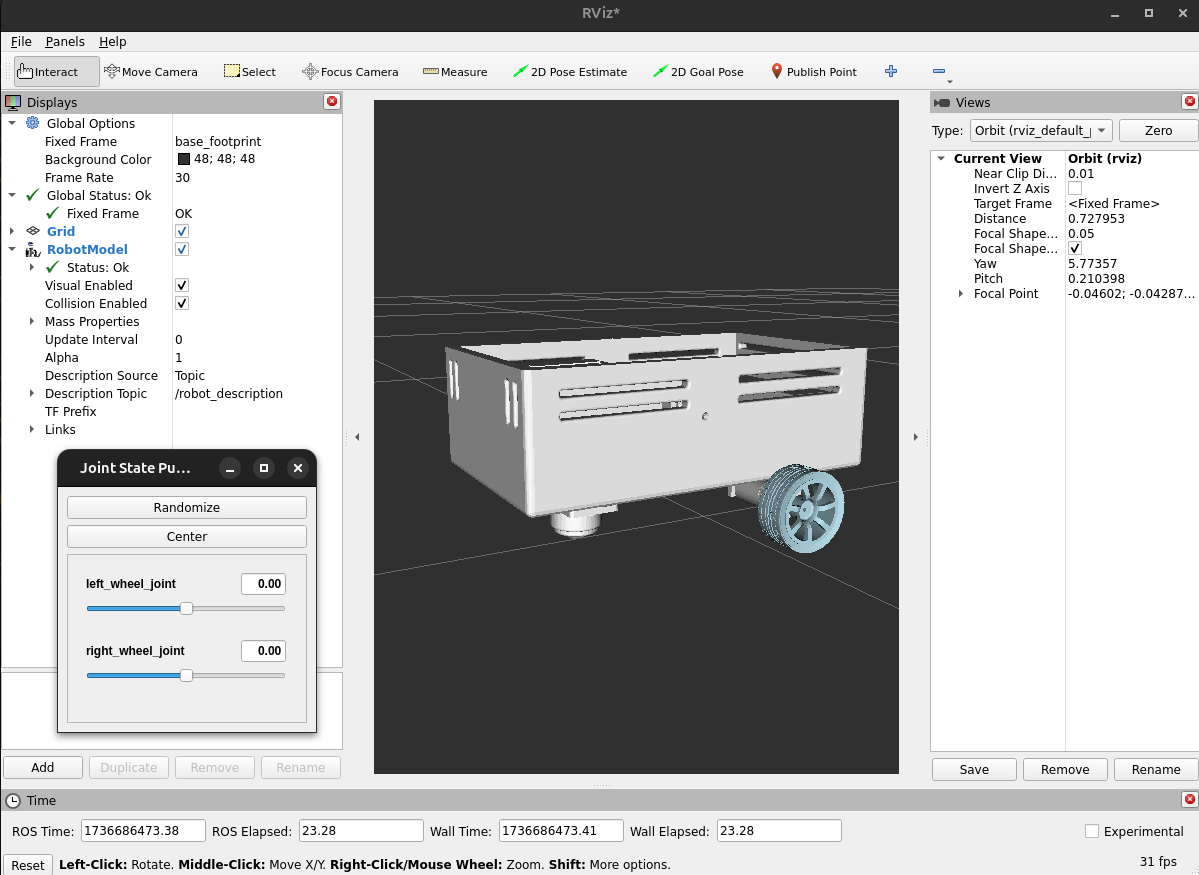 RViz*
File Panels Help
Interact Move Camera Select Focus Camera Measure 2D Pose Estimate 2D Goal Pose Publish Point
Displays
Global Options
Fixed Frame base_footprint
Background Color 48; 48; 48
Frame Rate 30
Global Status: Ok
Fixed Frame OK
Grid
RobotModel
Status: Ok
Visual Enabled
Collision Enabled
Mass Properties
Update Interval 0
Alpha 1
Description Source Topic
Description Topic /robot_description
TF Prefix
Links
Joint State Pu...
Randomize
Center
left_wheel_joint 0.00
right_wheel_joint 0.00
Add Duplicate Remove Rename
Views
Type: Orbit (rviz_default_ Zero
Current View Orbit (rviz)
Near Clip Di... 0.01
Invert Z Axis
Target Frame <Fixed Frame>
Distance 0.727953
Focal Shape... 0.05
Focal Shape...
Yaw 5.77357
Pitch 0.210398
Focal Point -0.04602; -0.04287...
Save Remove Rename
Time
ROS Time: 1736686473.38 ROS Elapsed: 23.28 Wall Time: 1736686473.41 Wall Elapsed: 23.28 Experimental
Reset Left-Click: Rotate. Middle-Click: Move X/Y. Right-Click/Mouse Wheel: Zoom. Shift: More options. 31 fps